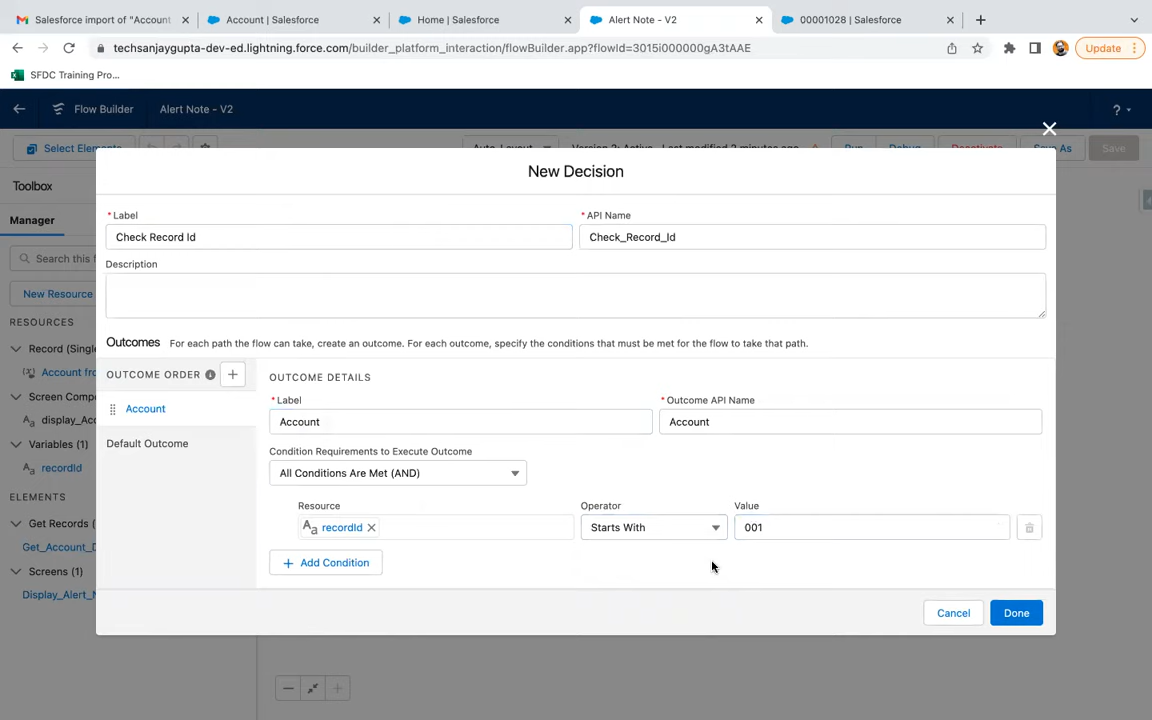 Salesforce import of "Account
Account | Salesforce
Home | Salesforce
Alert Note - V2
00001028 | Salesforce
techsanjaygupta-dev-ed.lightning.force.com/builder_platform_interaction/flowBuilder.app?flowId=3015i000000gA3tAAE
Update
SFDC Training Pro...
Flow Builder
Alert Note - V2
?
Select Elements
Auto-Layout
Version 2: Active - Last modified 2 minutes ago
Run
Debug
Deactivate
Save As
Save
New Decision
Toolbox
Manager
Search this
New Resource
RESOURCES
Record (Single
Account fro
Screen Compo
display_Acc
Variables (1)
recordId
ELEMENTS
Get Records (
Get_Account_D
Screens (1)
Display_Alert_N
* Label
* API Name
Check Record Id
Check_Record_Id
Description
Outcomes For each path the flow can take, create an outcome. For each outcome, specify the conditions that must be met for the flow to take that path.
OUTCOME ORDER
Account
Default Outcome
OUTCOME DETAILS
* Label
* Outcome API Name
Account
Account
Condition Requirements to Execute Outcome
All Conditions Are Met (AND)
Resource
Operator
Value
Aa recordId
Starts With
001
+ Add Condition
Cancel
Done